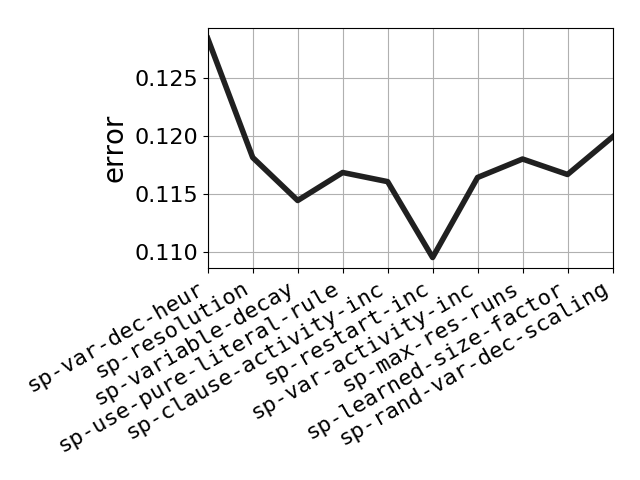 error
0.125
0.120
0.115
0.110
sp-var-dec-heur
sp-resolution
sp-variable-decay
sp-use-pure-literal-rule
sp-clause-activity-inc
sp-restart-inc
sp-var-activity-inc
sp-max-res-runs
sp-learned-size-factor
sp-rand-var-dec-scaling